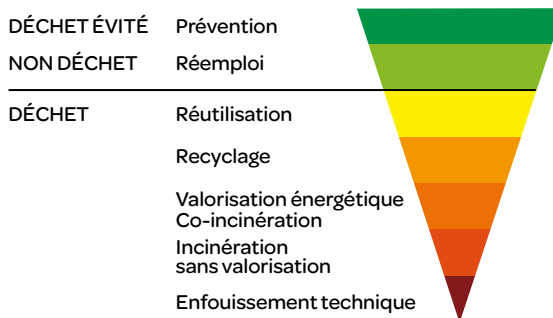 DÉCHET ÉVITÉ Prévention
NON DÉCHET Réemploi
DÉCHET Réutilisation
Recyclage
Valorisation énergétique
Co-incinération
Incinération
sans valorisation
Enfouissement technique